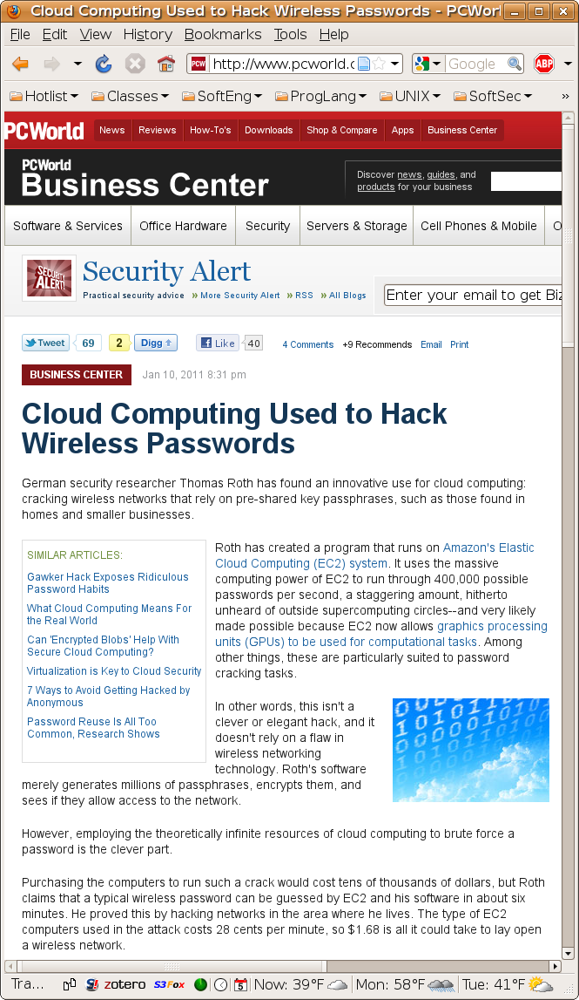 Cloud Computing Used to Hack Wireless Passwords - PCWorl
File Edit View History Bookmarks Tools Help
PCW http://www.pcworld.c Google ABP
Hotlist Classes SoftEng ProgLang UNIX SoftSec »
PCWorld News Reviews How-To's Downloads Shop & Compare Apps Business Center
PCWorld
Business Center
Discover news, guides, and
products for your business
Software & Services Office Hardware Security Servers & Storage Cell Phones & Mobile O
SECURITY ALERT!
Security Alert
Practical security advice » More Security Alert » RSS » All Blogs
Enter your email to get Biz
Tweet 69 2 Digg Like 40 4 Comments +9 Recommends Email Print
BUSINESS CENTER Jan 10, 2011 8:31 pm
Cloud Computing Used to Hack
Wireless Passwords
German security researcher Thomas Roth has found an innovative use for cloud computing:
cracking wireless networks that rely on pre-shared key passphrases, such as those found in
homes and smaller businesses.
SIMILAR ARTICLES:
Gawker Hack Exposes Ridiculous
Password Habits
What Cloud Computing Means For
the Real World
Can 'Encrypted Blobs' Help With
Secure Cloud Computing?
Virtualization is Key to Cloud Security
7 Ways to Avoid Getting Hacked by
Anonymous
Password Reuse Is All Too
Common, Research Shows
Roth has created a program that runs on Amazon's Elastic
Cloud Computing (EC2) system. It uses the massive
computing power of EC2 to run through 400,000 possible
passwords per second, a staggering amount, hitherto
unheard of outside supercomputing circles--and very likely
made possible because EC2 now allows graphics processing
units (GPUs) to be used for computational tasks. Among
other things, these are particularly suited to password
cracking tasks.
In other words, this isn't a
clever or elegant hack, and it
doesn't rely on a flaw in
wireless networking
technology. Roth's software
merely generates millions of passphrases, encrypts them, and
sees if they allow access to the network.
However, employing the theoretically infinite resources of cloud computing to brute force a
password is the clever part.
Purchasing the computers to run such a crack would cost tens of thousands of dollars, but Roth
claims that a typical wireless password can be guessed by EC2 and his software in about six
minutes. He proved this by hacking networks in the area where he lives. The type of EC2
computers used in the attack costs 28 cents per minute, so $1.68 is all it could take to lay open
a wireless network.
Tra... zotero S3Fox 5 Now: 39°F Mon: 58°F Tue: 41°F